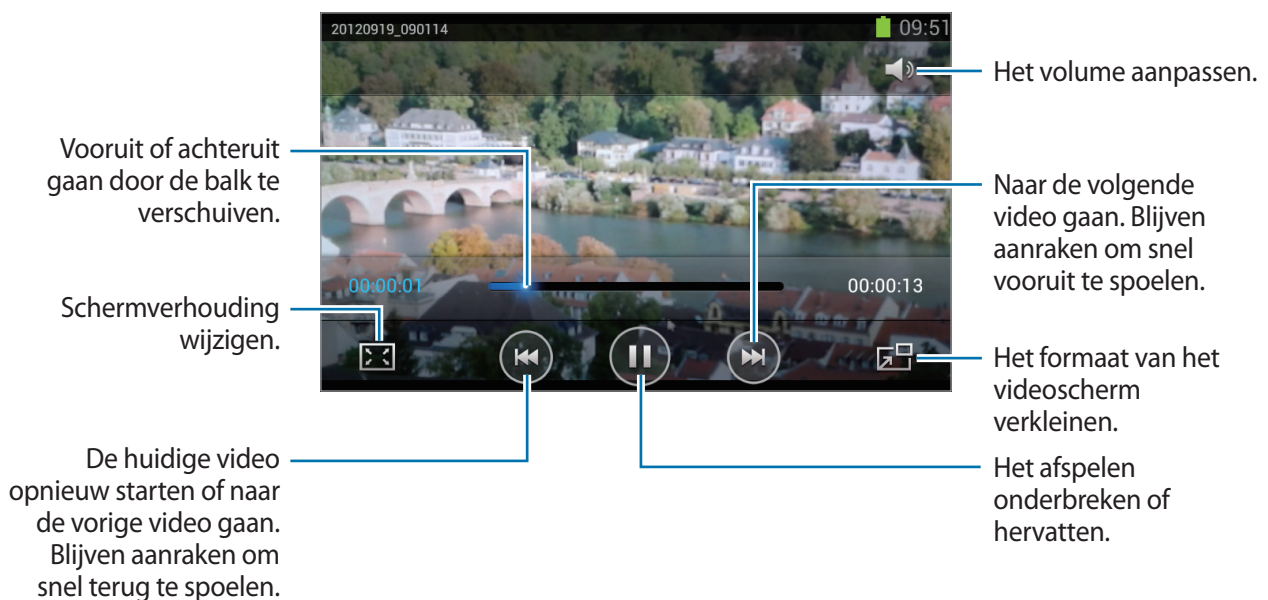 20120919_090114
09:51
Het volume aanpassen.
Vooruit of achteruit
gaan door de balk te
verschuiven.
Naar de volgende
video gaan. Blijven
aanraken om snel
vooruit te spoelen.
00:00:01
00:00:13
Schermverhouding
wijzigen.
Het formaat van het
videoscherm
verkleinen.
De huidige video
opnieuw starten of naar
de vorige video gaan.
Blijven aanraken om
snel terug te spoelen.
Het afspelen
onderbreken of
hervatten.